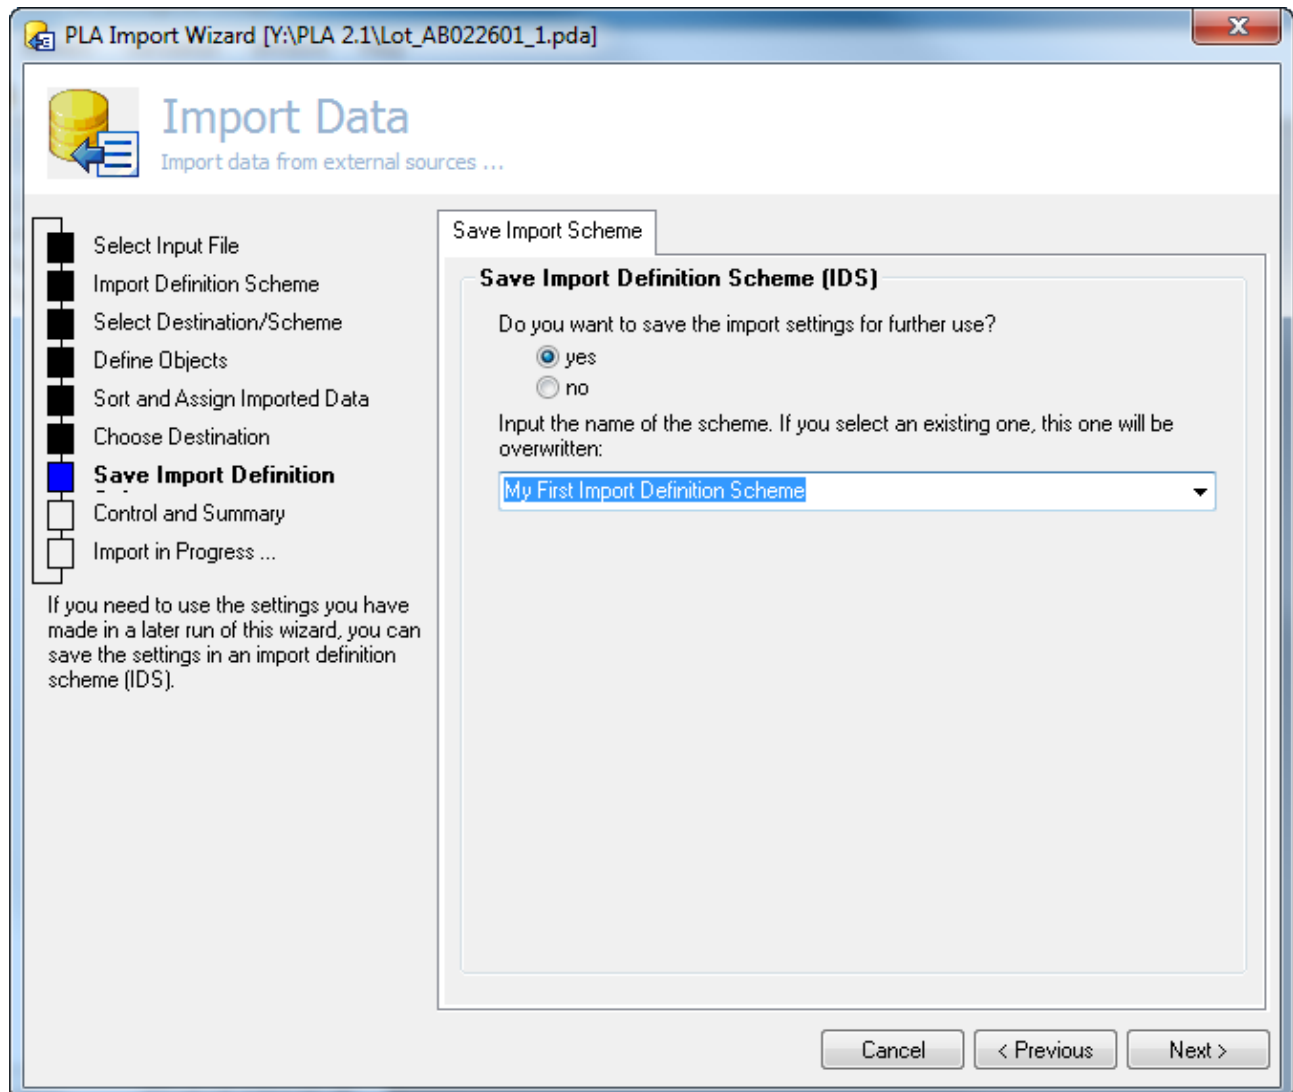 PLA Import Wizard [Y:\PLA 2.1\Lot_AB022601_1.pda]
X
Import Data
Import data from external sources ...
Select Input File
Import Definition Scheme
Select Destination/Scheme
Define Objects
Sort and Assign Imported Data
Choose Destination
Save Import Definition
Control and Summary
Import in Progress ...
If you need to use the settings you have
made in a later run of this wizard, you can
save the settings in an import definition
scheme (IDS).
Save Import Scheme
Save Import Definition Scheme (IDS)
Do you want to save the import settings for further use?
yes
no
Input the name of the scheme. If you select an existing one, this one will be
overwritten:
My First Import Definition Scheme
Cancel
< Previous
Next >